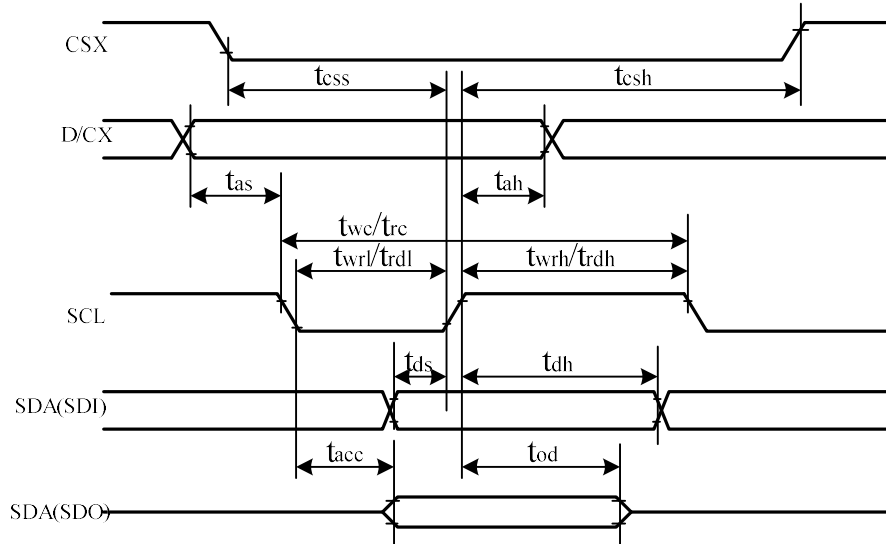 CSX
tcss tcsh
D/CX
tas tah
twc/trc
twrl/trdl twrh/trdh
SCL
tds tdh
SDA(SDI)
tacc tod
SDA(SDO)